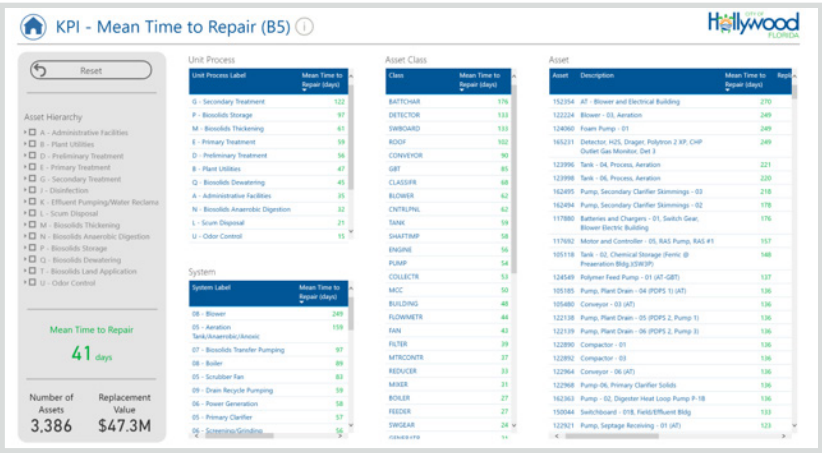 KPI - Mean Time to Repair (B5)
CITY OF
Hollywood
FLORIDA
Reset
Asset Hierarchy
A - Administrative Facilities
B - Plant Utilities
D - Preliminary Treatment
E - Primary Treatment
G - Secondary Treatment
J - Disinfection
K - Effluent Pumping/Water Reclama
L - Scum Disposal
M - Biosolids Thickening
N - Biosolids Anaerobic Digestion
P - Biosolids Storage
Q - Biosolids Dewatering
T - Biosolids Land Application
U - Odor Control
Mean Time to Repair
41 days
Number of Assets
3,386
Replacement Value
$47.3M
Unit Process
Unit Process Label Mean Time to Repair (days)
G - Secondary Treatment 122
P - Biosolids Storage 97
M - Biosolids Thickening 61
E - Primary Treatment 59
D - Preliminary Treatment 56
B - Plant Utilities 47
Q - Biosolids Dewatering 45
A - Administrative Facilities 35
N - Biosolids Anaerobic Digestion 32
L - Scum Disposal 21
U - Odor Control 15
System
System Label Mean Time to Repair (days)
08 - Blower 249
05 - Aeration Tank/Anaerobic/Anoxic 159
07 - Biosolids Transfer Pumping 97
08 - Boiler 89
05 - Scrubber Fan 83
09 - Drain Recycle Pumping 59
06 - Power Generation 58
05 - Primary Clarifier 57
06 - Screening/Grinding 56
Asset Class
Class Mean Time to Repair (days)
BATTCHAR 176
DETECTOR 133
SWBOARD 133
ROOF 102
CONVEYOR 90
GBT 85
CLASSIFR 68
BLOWER 62
CNTRLPNL 62
TANK 59
SHAFTIMP 58
ENGINE 56
PUMP 54
COLLECTR 53
MCC 50
BUILDING 48
FLOWMETR 44
FAN 43
FILTER 39
MTRCONTR 37
REDUCER 33
MIXER 31
BOILER 27
FEEDER 27
SWGEAR 24
GENERATR
Asset
Asset Description Mean Time to Repair (days) Repl
152354 AT - Blower and Electrical Building 270
122224 Blower - 03, Aeration 249
124060 Foam Pump - 01 249
165231 Detector, H2S, Drager, Polytron 2 XP, CHP Outlet Gas Monitor, Det 3 249
123996 Tank - 04, Process, Aeration 221
123998 Tank - 06, Process, Aeration 220
162495 Pump, Secondary Clarifier Skimmings - 03 218
162494 Pump, Secondary Clarifier Skimmings - 02 178
117880 Batteries and Chargers - 01, Switch Gear, Blower Electric Building 176
117692 Motor and Controller - 05, RAS Pump, RAS #1 157
105118 Tank - 02, Chemical Storage (Ferric @ Preaeration Bldg.)(SW3P) 144
124549 Polymer Feed Pump - 01 (AT-GBT) 137
105185 Pump, Plant Drain - 04 (PDPS 1) (AT) 136
105480 Conveyor - 03 (AT) 136
122138 Pump, Plant Drain - 05 (PDPS 2, Pump 1) 136
122139 Pump, Plant Drain - 06 (PDPS 2, Pump 3) 136
122890 Compactor - 01 136
122892 Compactor - 03 136
122964 Conveyor - 06 (AT) 136
122968 Pump-06, Primary Clarifier Solids 136
162363 Pump - 02, Digester Heat Loop Pump P-1B 136
150044 Switchboard - 01B, Field/Effluent Bldg 133
122921 Pump, Septage Receiving - 01 (AT) 123